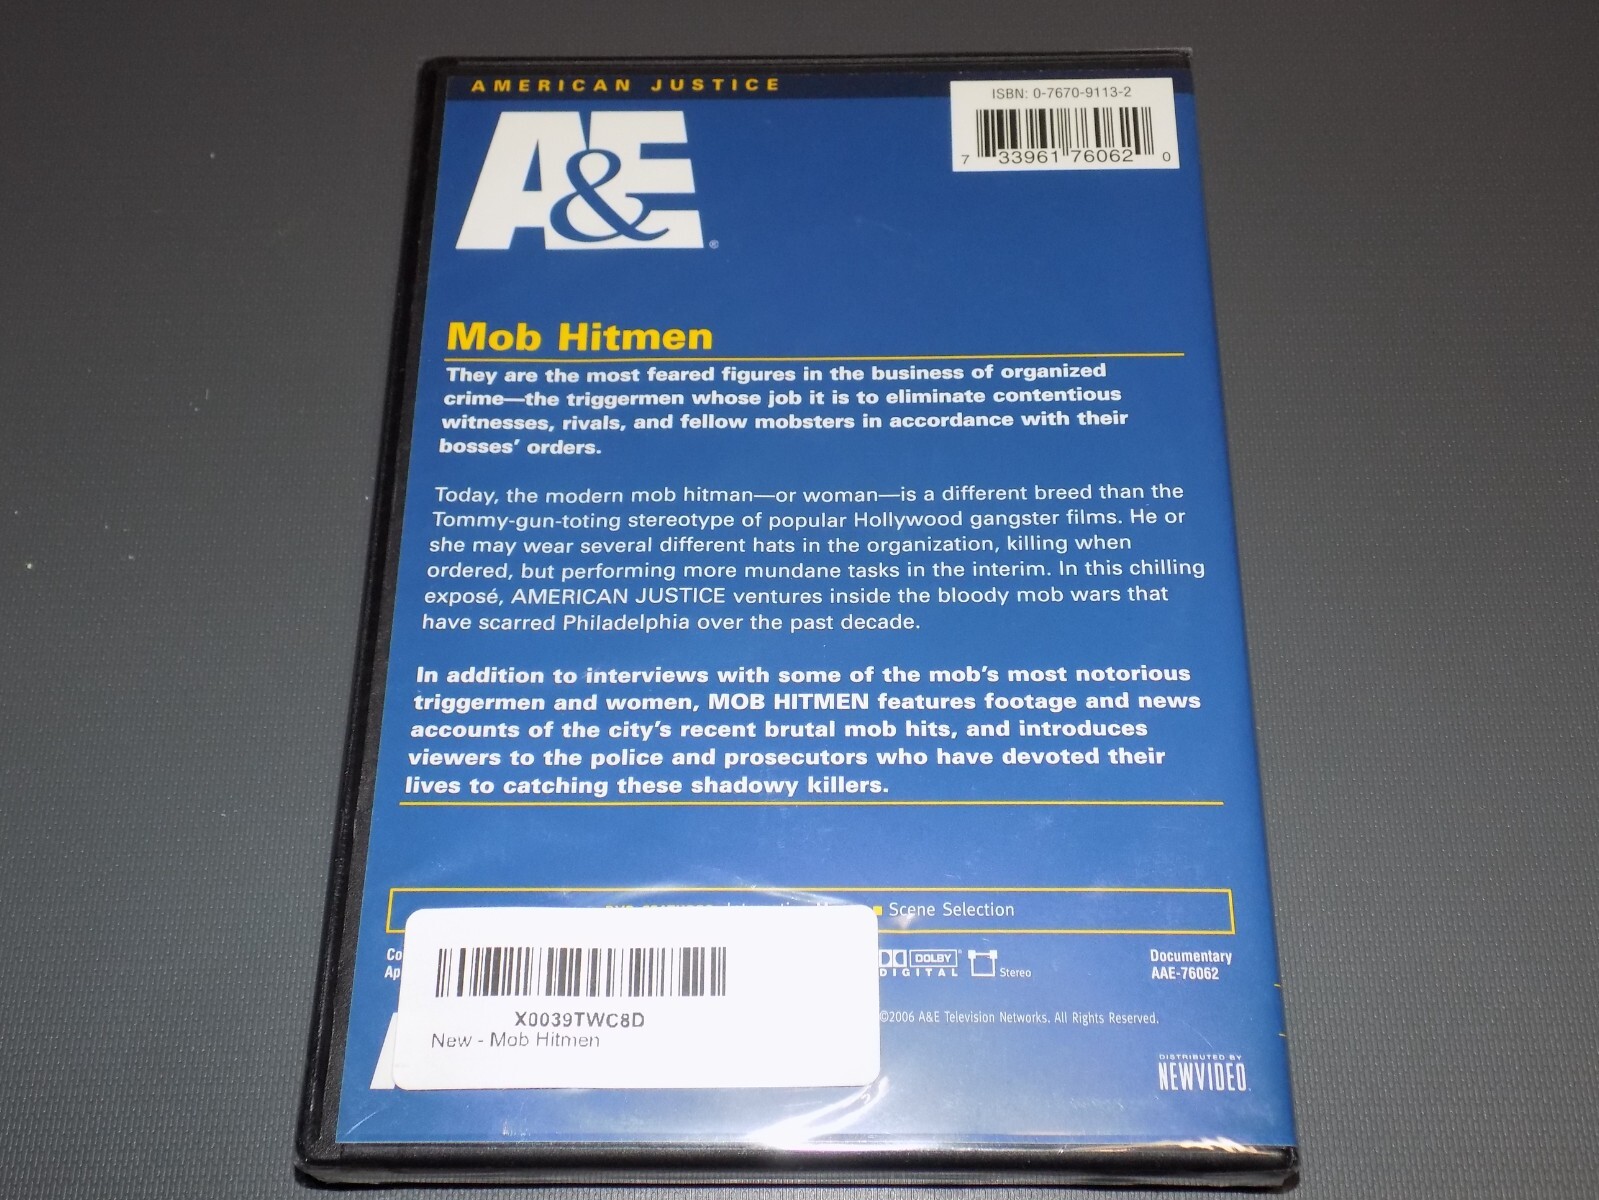 AMERICAN JUSTICE
ISBN: 0-7670-9113-2
7 33961 76062 0
A&E®
Mob Hitmen
They are the most feared figures in the business of organized
crime—the triggermen whose job it is to eliminate contentious
witnesses, rivals, and fellow mobsters in accordance with their
bosses' orders.
Today, the modern mob hitman—or woman—is a different breed than the
Tommy-gun-toting stereotype of popular Hollywood gangster films. He or
she may wear several different hats in the organization, killing when
ordered, but performing more mundane tasks in the interim. In this chilling
exposé, AMERICAN JUSTICE ventures inside the bloody mob wars that
have scarred Philadelphia over the past decade.
In addition to interviews with some of the mob's most notorious
triggermen and women, MOB HITMEN features footage and news
accounts of the city's recent brutal mob hits, and introduces
viewers to the police and prosecutors who have devoted their
lives to catching these shadowy killers.
■ Scene Selection
DOLBY
DIGITAL
Stereo
Documentary
AAE-76062
©2006 A&E Television Networks. All Rights Reserved.
X0039TWC8D
New - Mob Hitmen
DISTRIBUTED BY
NEWVIDEO